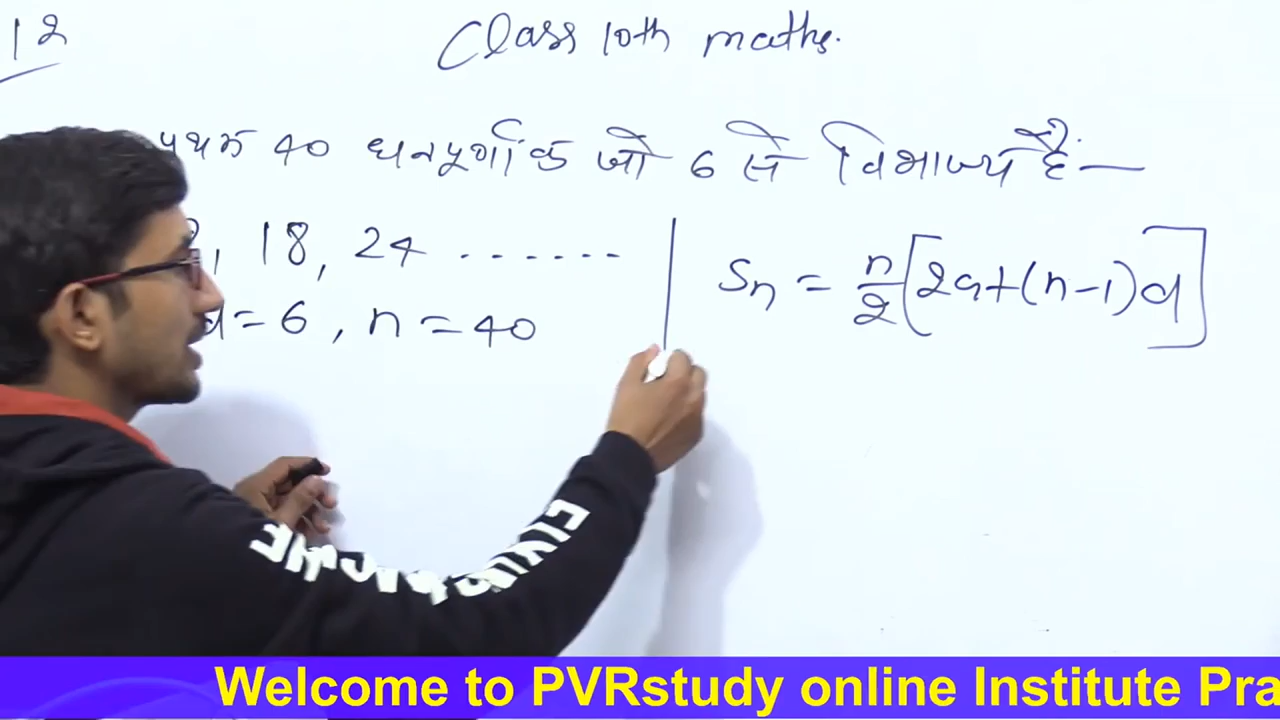 12
Class 10th maths.
प्रथम 40 धनपूर्णांक जो 6 से विभाज्य हैं—
, 18, 24 .......
d = 6, n = 40
Sn = n/2 [2a+(n-1)d]
Welcome to PVRstudy online Institute Pra